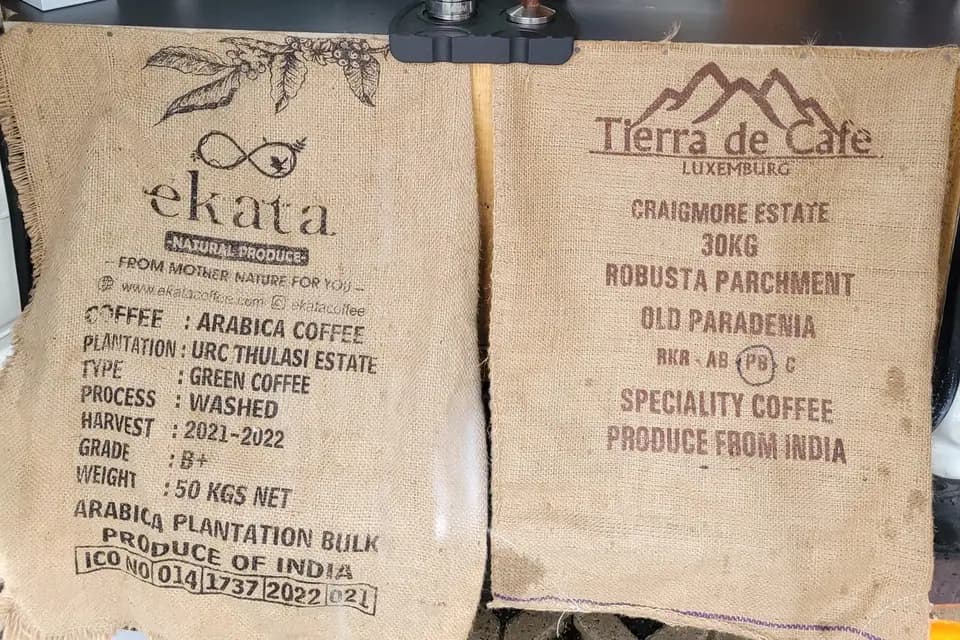 ekata
-NATURAL PRODUCE-
– FROM MOTHER NATURE FOR YOU –
www.ekatacoffee.com ekatacoffee
COFFEE : ARABICA COFFEE
PLANTATION : URC THULASI ESTATE
TYPE : GREEN COFFEE
PROCESS : WASHED
HARVEST : 2021-2022
GRADE : B+
WEIGHT : 50 KGS NET
ARABICA PLANTATION BULK
PRODUCE OF INDIA
ICO NO 014 1737 2022 021
Tierra de Cafe
LUXEMBURG
CRAIGMORE ESTATE
30KG
ROBUSTA PARCHMENT
OLD PARADENIA
RKR - AB - PB - C
SPECIALITY COFFEE
PRODUCE FROM INDIA